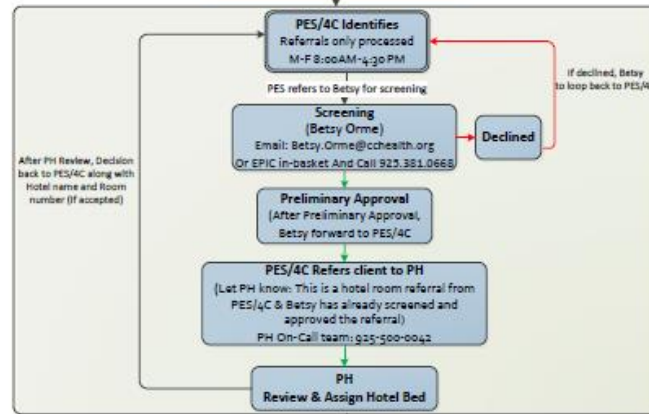 PES/4C Identifies
Referrals only processed
M-F 8:00AM-4:30PM
PES refers to Betsy for screening
If declined, Betsy
to loop back to PES/4
Screening
(Betsy Orme)
Email: Betsy.Orme@cchealth.org
Or EPIC in-basket And Call 925.381.0668
Declined
After PH Review, Decision
back to PES/4C along with
Hotel name and Room
number (If accepted)
Preliminary Approval
(After Preliminary Approval,
Betsy forward to PES/4C
PES/4C Refers client to PH
(Let PH know: This is a hotel room referral from
PES/4C & Betsy has already screened and
approved the referral)
PH On-Call team: 925-500-0042
PH
Review & Assign Hotel Bed